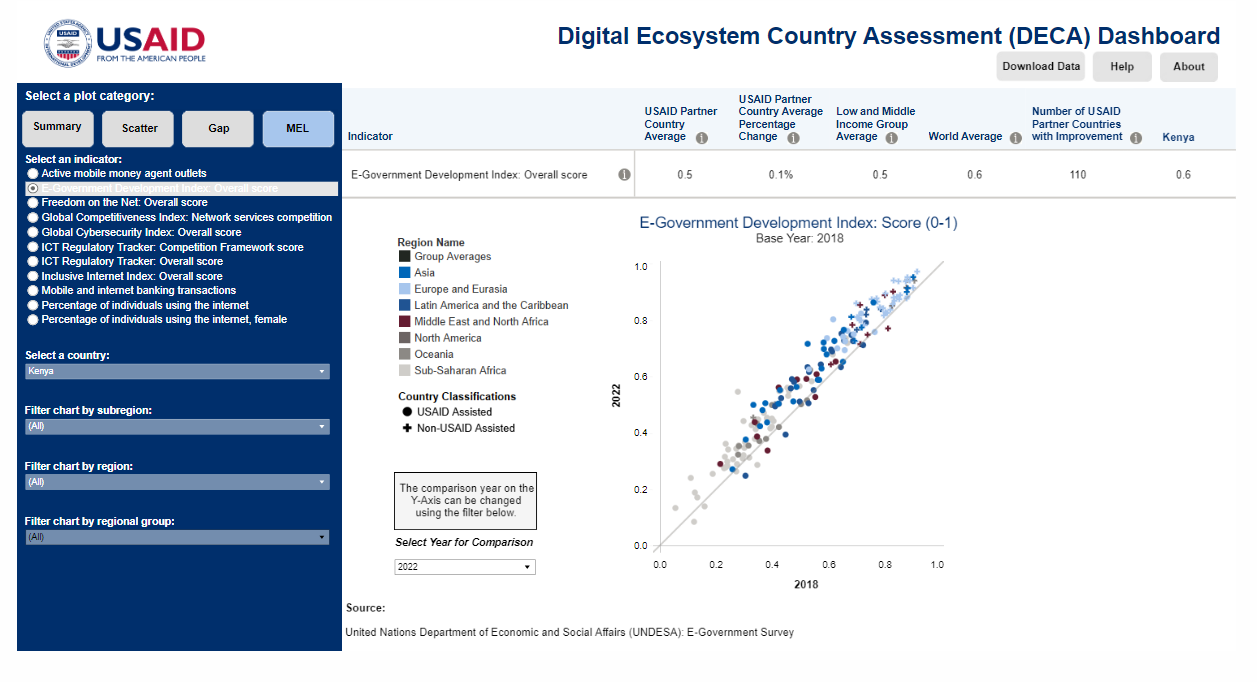 USAID
FROM THE AMERICAN PEOPLE
Digital Ecosystem Country Assessment (DECA) Dashboard
Download Data
Help
About
Select a plot category:
Summary
Scatter
Gap
MEL
Select an indicator:
Active mobile money agent outlets
E-Government Development Index: Overall score
Freedom on the Net: Overall score
Global Competitiveness Index: Network services competition
Global Cybersecurity Index: Overall score
ICT Regulatory Tracker: Competition Framework score
ICT Regulatory Tracker: Overall score
Inclusive Internet Index: Overall score
Mobile and internet banking transactions
Percentage of individuals using the internet
Percentage of individuals using the internet, female
Select a country:
Kenya
Filter chart by subregion:
(All)
Filter chart by region:
(All)
Filter chart by regional group:
(All)
Indicator
USAID Partner
Country
Average
USAID Partner
Country Average
Percentage
Change
Low and Middle
Income Group
Average
World Average
Number of USAID
Partner Countries
with Improvement
Kenya
E-Government Development Index: Overall score
0.5
0.1%
0.5
0.6
110
0.6
E-Government Development Index: Score (0-1)
Base Year: 2018
Region Name
Group Averages
Asia
Europe and Eurasia
Latin America and the Caribbean
Middle East and North Africa
North America
Oceania
Sub-Saharan Africa
Country Classifications
USAID Assisted
Non-USAID Assisted
The comparison year on the
Y-Axis can be changed
using the filter below.
Select Year for Comparison
2022
2022
1.0
0.8
0.6
0.4
0.2
0.0
0.0
0.2
0.4
0.6
0.8
1.0
2018
Source:
United Nations Department of Economic and Social Affairs (UNDESA): E-Government Survey